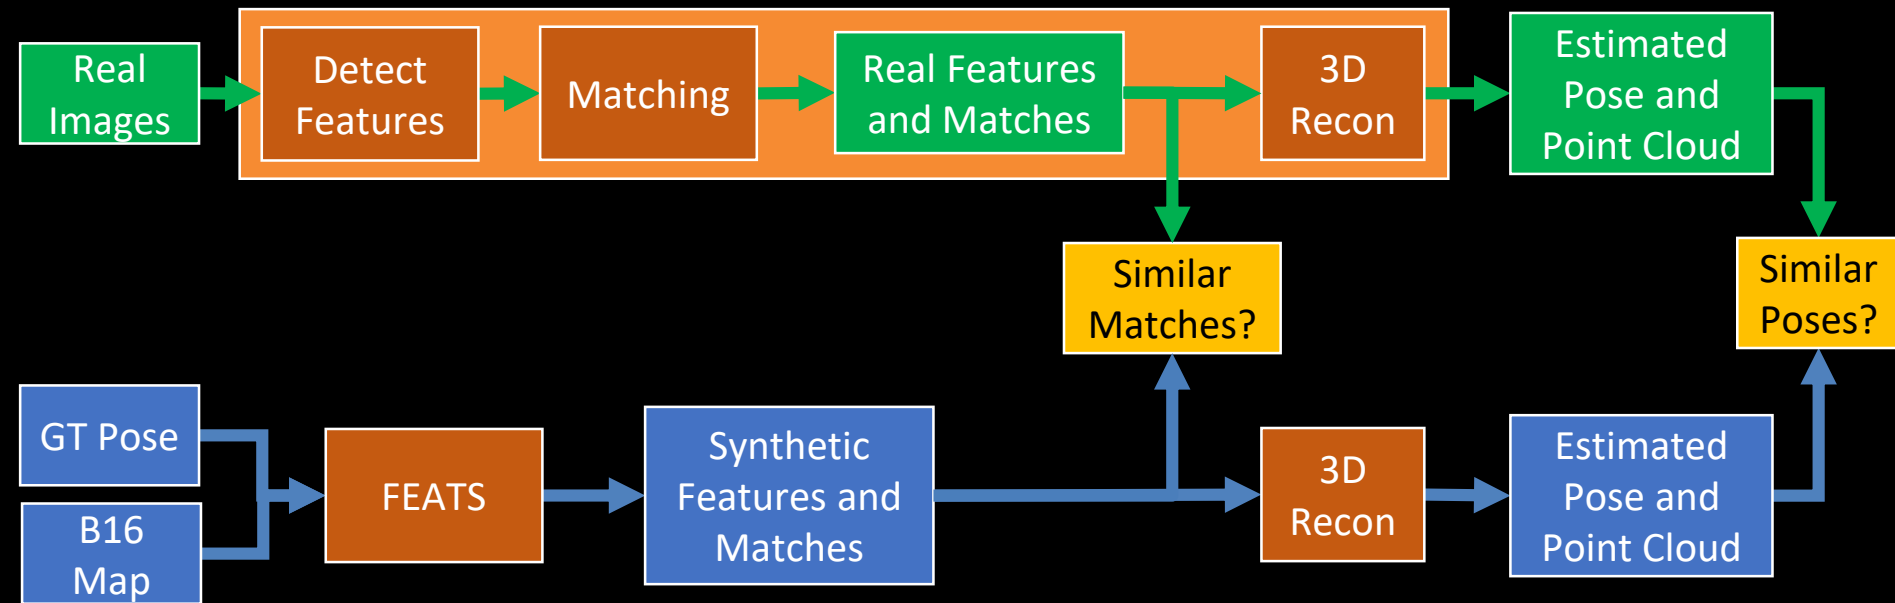 Real
Images
Detect
Features
Matching
Real Features
and Matches
3D
Recon
Estimated
Pose and
Point Cloud
Similar
Matches?
Similar
Poses?
GT Pose
B16
Map
FEATS
Synthetic
Features and
Matches
3D
Recon
Estimated
Pose and
Point Cloud